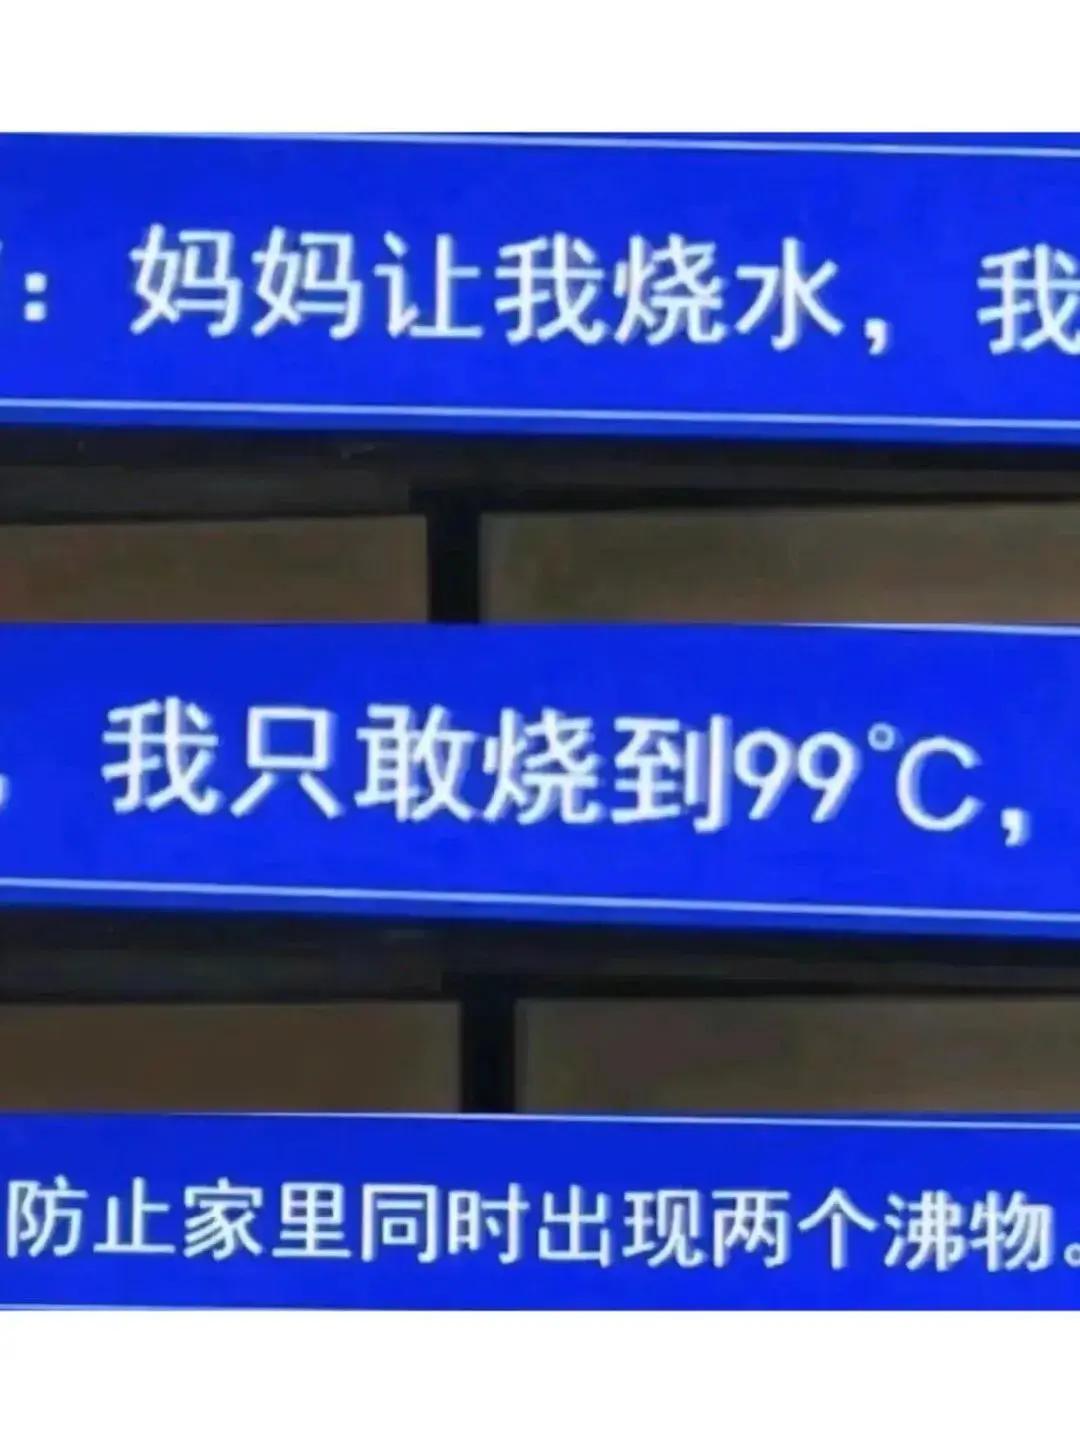 ：妈妈让我烧水，我
，我只敢烧到99℃，
防止家里同时出现两个沸物。